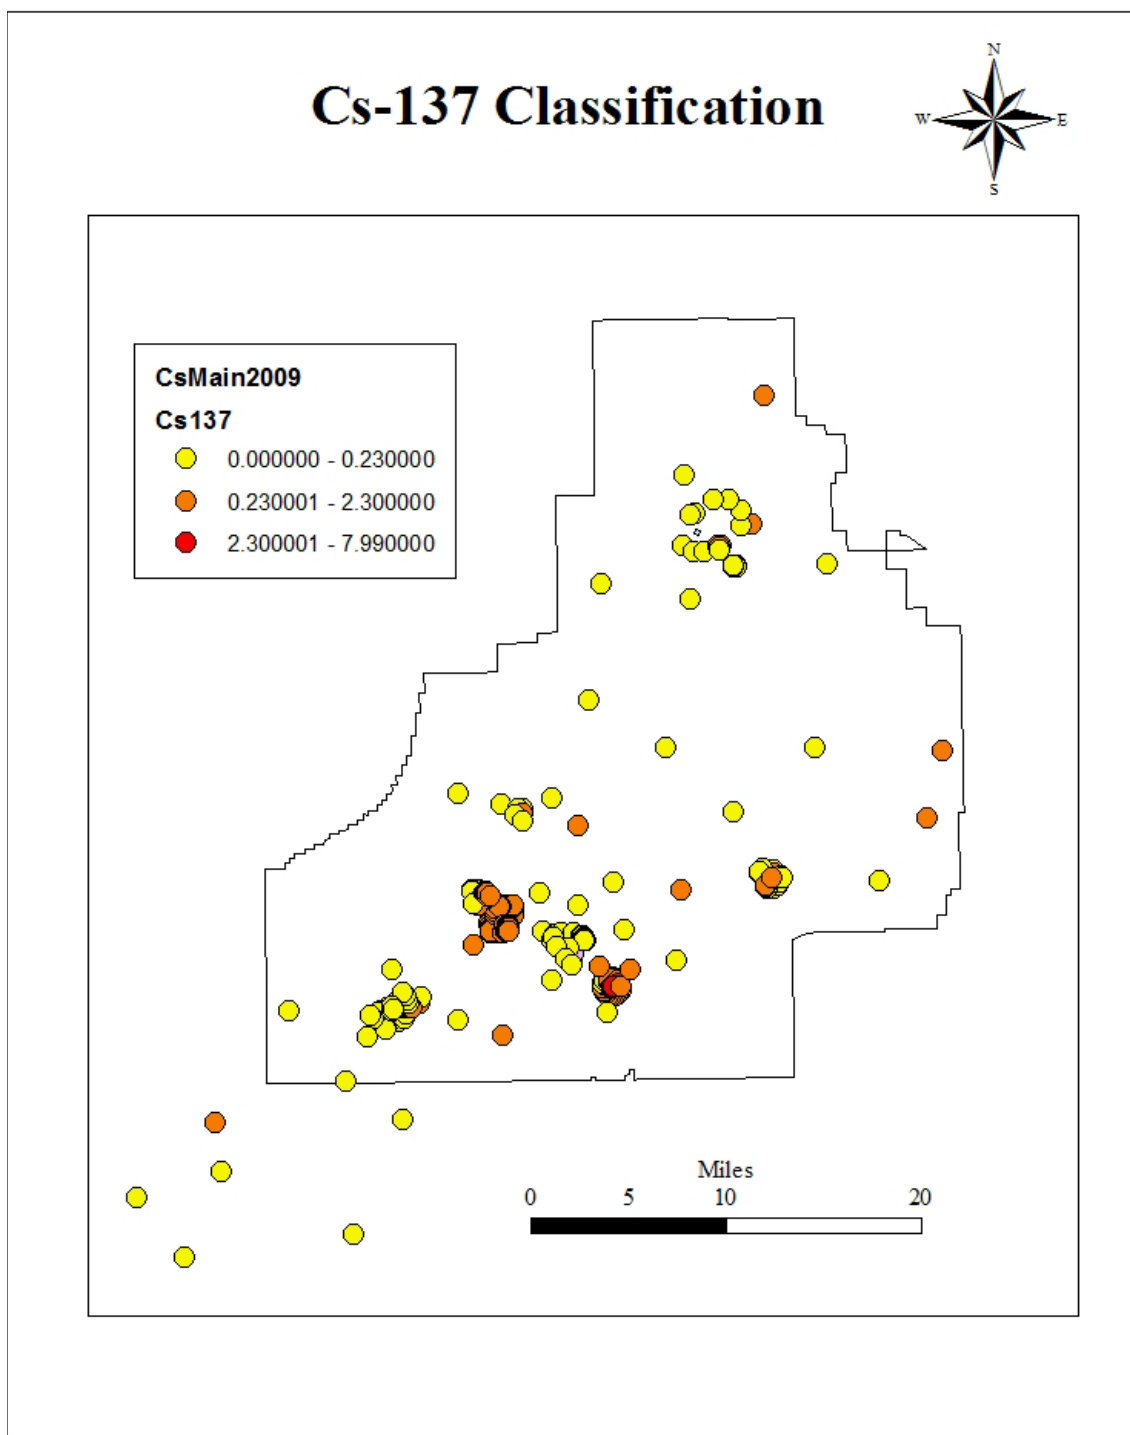 Cs-137 Classification
N
W
E
S
CsMain2009
Cs137
0.000000 - 0.230000
0.230001 - 2.300000
2.300001 - 7.990000
Miles
0 5 10 20